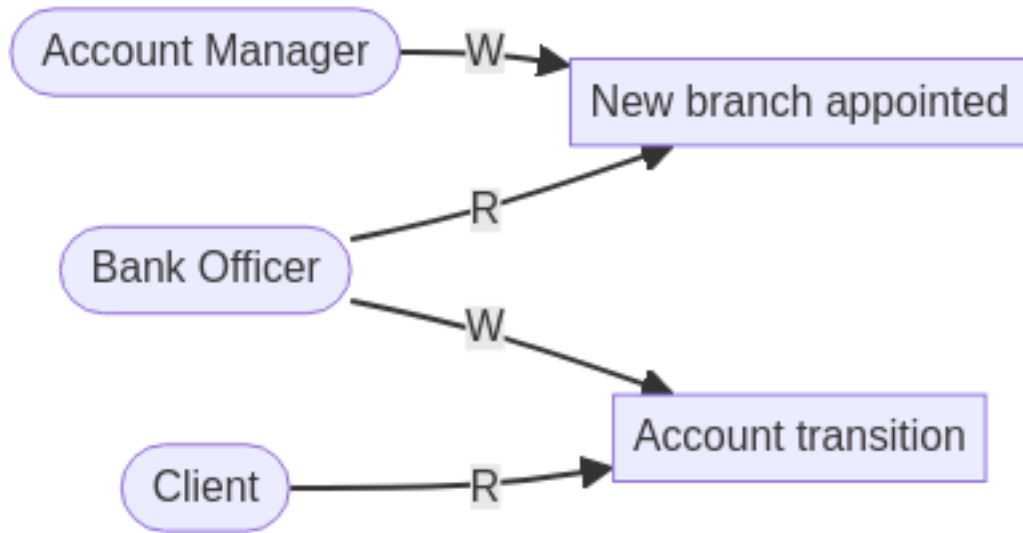 Account Manager
W
New branch appointed
R
Bank Officer
W
Account transition
Client
R